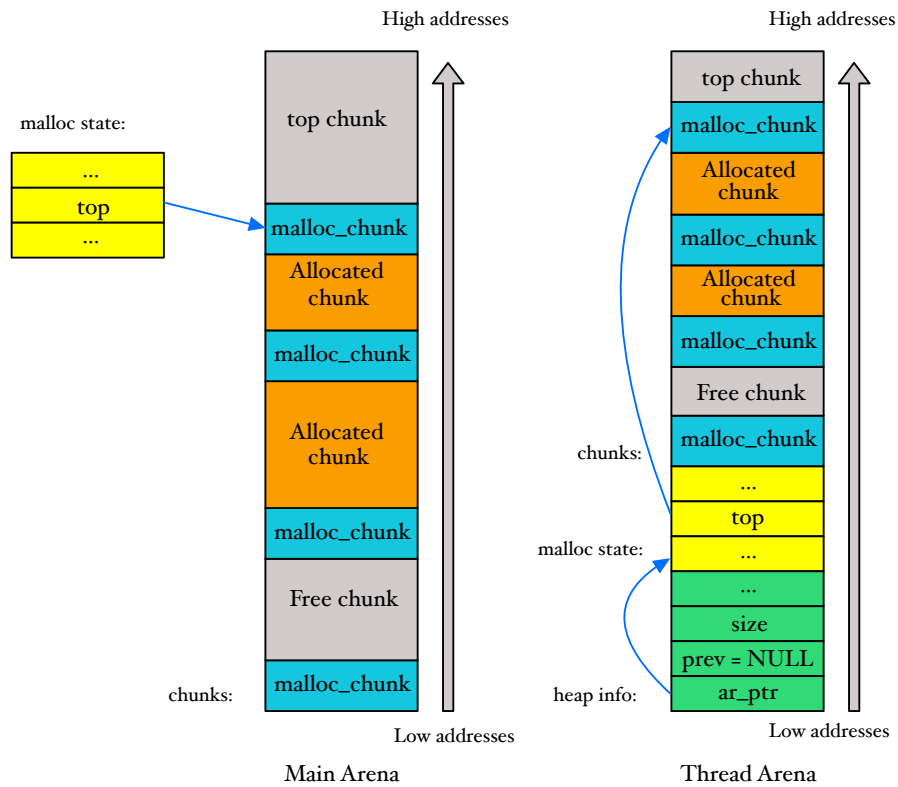 High addresses
malloc state:
...
top
...
top chunk
malloc_chunk
Allocated
chunk
malloc_chunk
Allocated
chunk
malloc_chunk
Free chunk
chunks:
malloc_chunk
Low addresses
Main Arena
High addresses
top chunk
malloc_chunk
Allocated
chunk
malloc_chunk
Allocated
chunk
malloc_chunk
Free chunk
malloc_chunk
chunks:
...
top
malloc state:
...
...
size
prev = NULL
heap info:
ar_ptr
Low addresses
Thread Arena